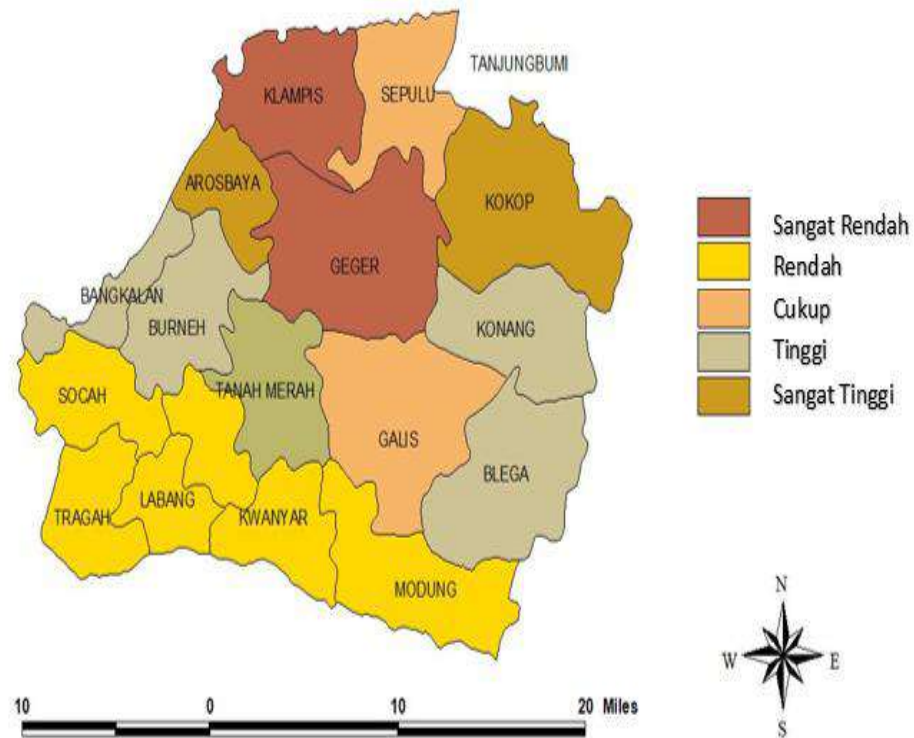 TANJUNGBUMI
KLAMPIS
SEPULU
AROSBAYA
KOKOP
GEGER
BANGKALAN
BURNEH
KONANG
SOCAH
TANAH MERAH
GALIS
BLEGA
TRAGAH
LABANG
KWANYAR
MODUNG
Sangat Rendah
Rendah
Cukup
Tinggi
Sangat Tinggi
N
W E
S
10 0 10 20 Miles